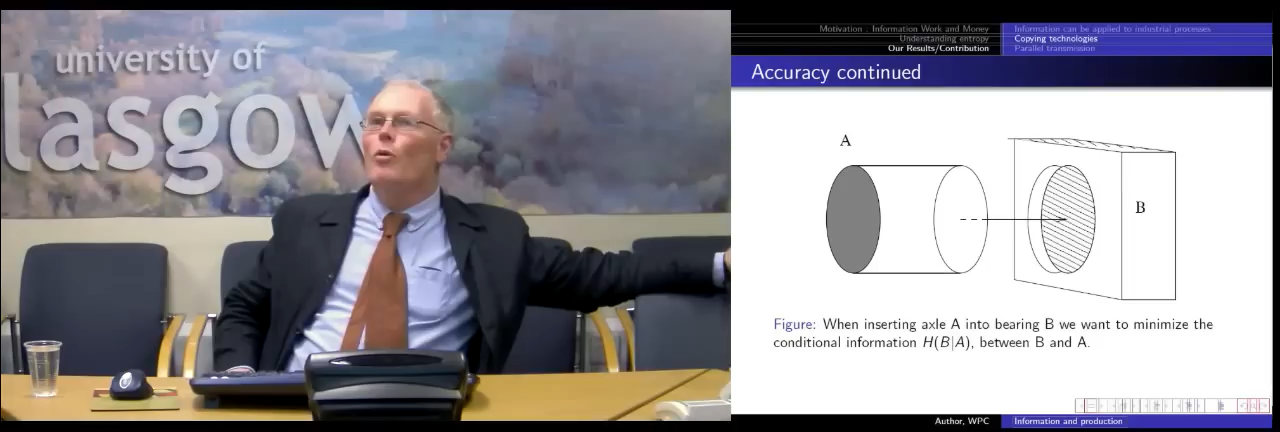 university of
lasgow
Motivation : Information Work and Money
Understanding entropy
Our Results/Contribution
Information can be applied to industrial processes
Copying technologies
Parallel transmission
Accuracy continued
A
B
Figure: When inserting axle A into bearing B we want to minimize the
conditional information H(B|A), between B and A.
Author, WPC
Information and production